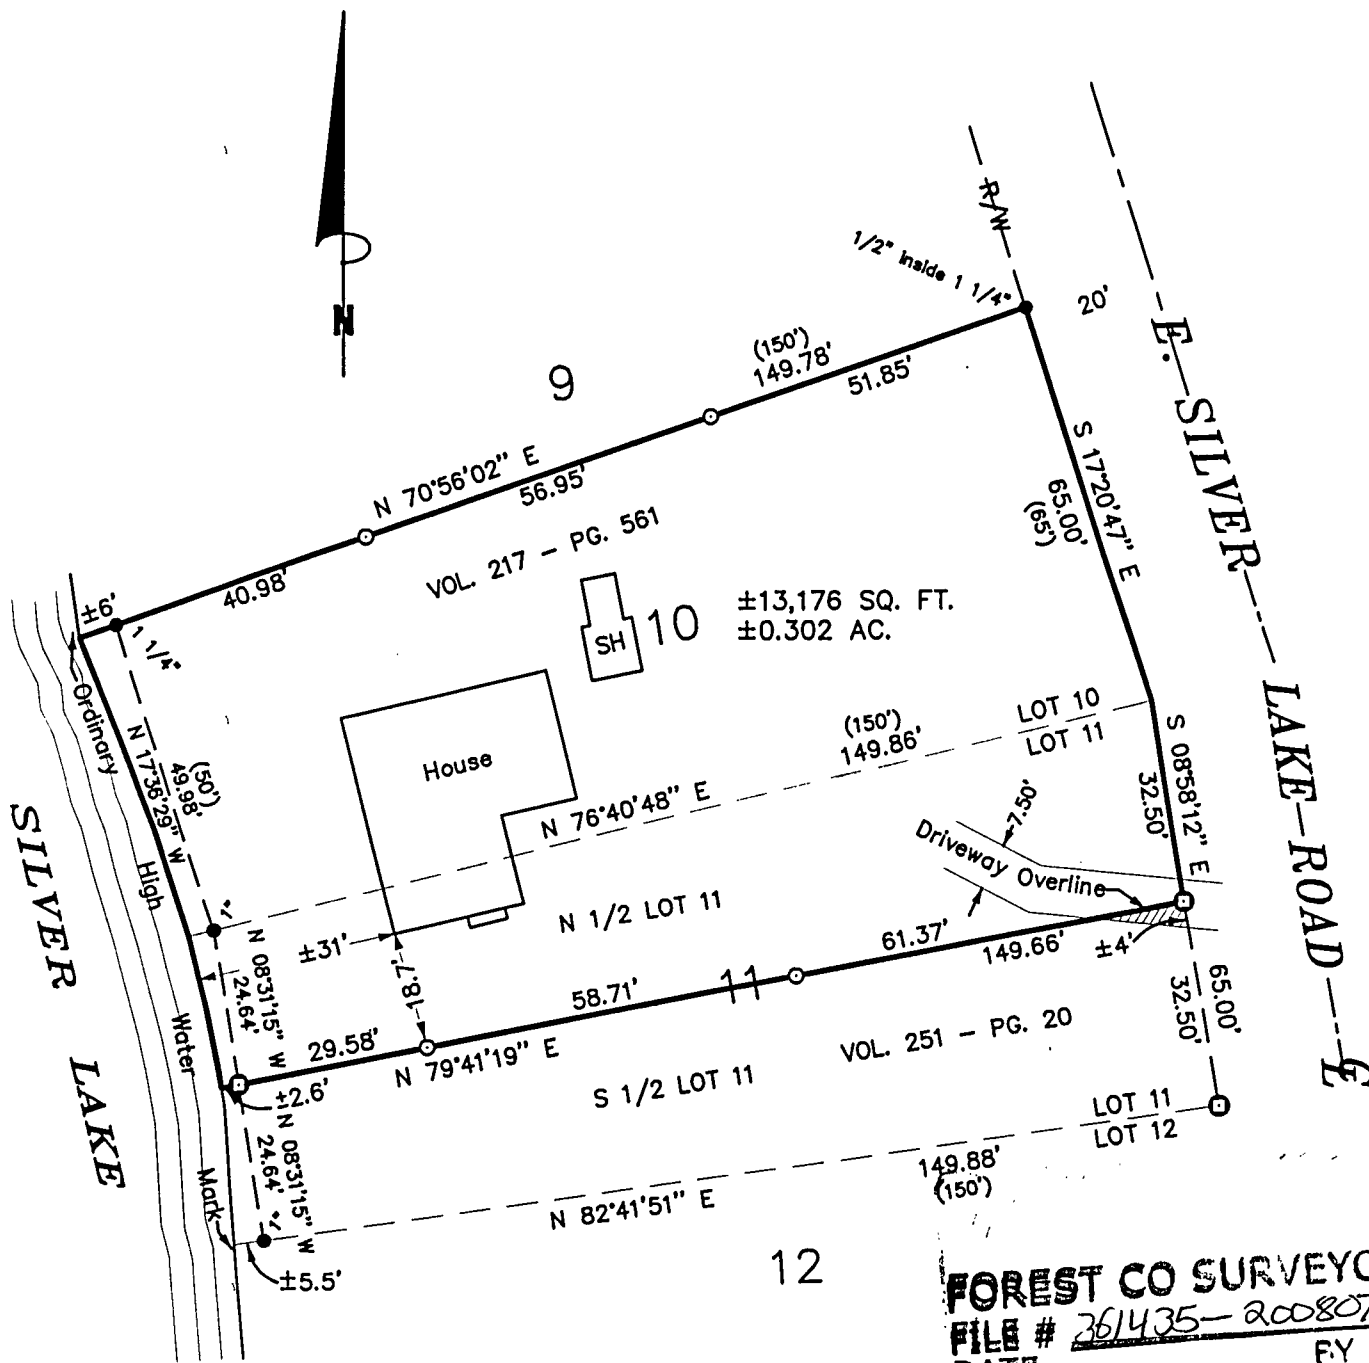 N
R/W
1/2" Inside 1 1/4"
20'
E. SILVER LAKE ROAD
9
(150')
149.78'
51.85'
N 70°56'02" E
56.95'
40.98'
±6'
1 1/4"
VOL. 217 - PG. 561
S 17°20'47" E
65.00'
(65')
SH
10
±13,176 SQ. FT.
±0.302 AC.
Ordinary
High
Water
Mark
N 17°36'29" W
49.98'
(50')
House
(150')
149.86'
LOT 10
LOT 11
N 76°40'48" E
S 08°58'12" E
32.50'
7.50'
Driveway Overline
SILVER LAKE
N 1/2 LOT 11
±31'
18.7'
N 08°31'15" W
24.64'
61.37'
149.66'
±4'
58.71'
11
29.58'
N 79°41'19" E
±2.6'
VOL. 251 - PG. 20
65.00'
32.50'
S 1/2 LOT 11
N 08°31'15" W
24.64'
LOT 11
LOT 12
149.88'
(150')
N 82°41'51" E
±5.5'
12
FOREST CO SURVEYO
FILE # 361435-200807
DATE
BY